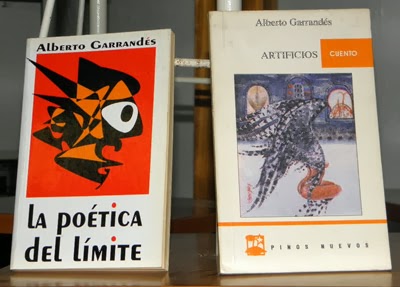 Alberto Garrandés
la poética
del límite
Alberto Garrandés
ARTIFICIOS
CUENTO
PINOS NUEVOS